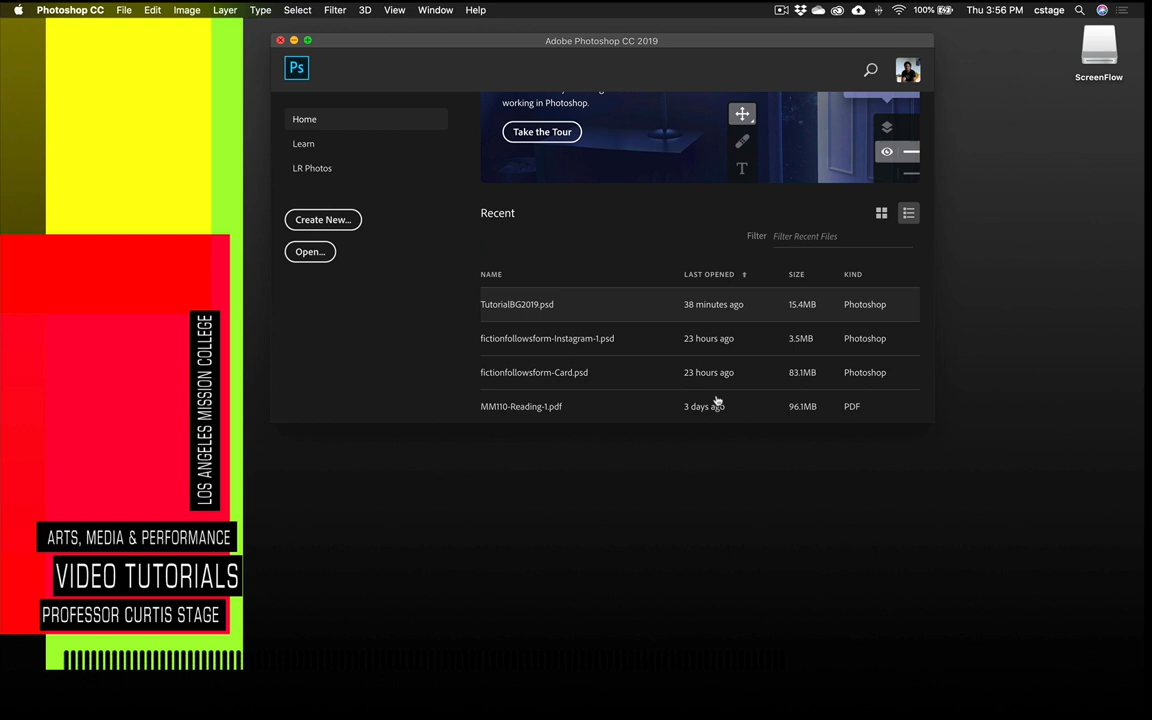 Photoshop CC File Edit Image Layer Type Select Filter 3D View Window Help 100% Thu 3:56 PM cstage
Adobe Photoshop CC 2019
Ps
ScreenFlow
working in Photoshop.
Take the Tour
T
Home
Learn
LR Photos
Create New...
Open...
Recent
Filter Filter Recent Files
NAME LAST OPENED SIZE KIND
TutorialBG2019.psd 38 minutes ago 15.4MB Photoshop
fictionfollowsform-Instagram-1.psd 23 hours ago 3.5MB Photoshop
fictionfollowsform-Card.psd 23 hours ago 83.1MB Photoshop
MM110-Reading-1.pdf 3 days ago 96.1MB PDF
LOS ANGELES MISSION COLLEGE
ARTS, MEDIA & PERFORMANCE
VIDEO TUTORIALS
PROFESSOR CURTIS STAGE